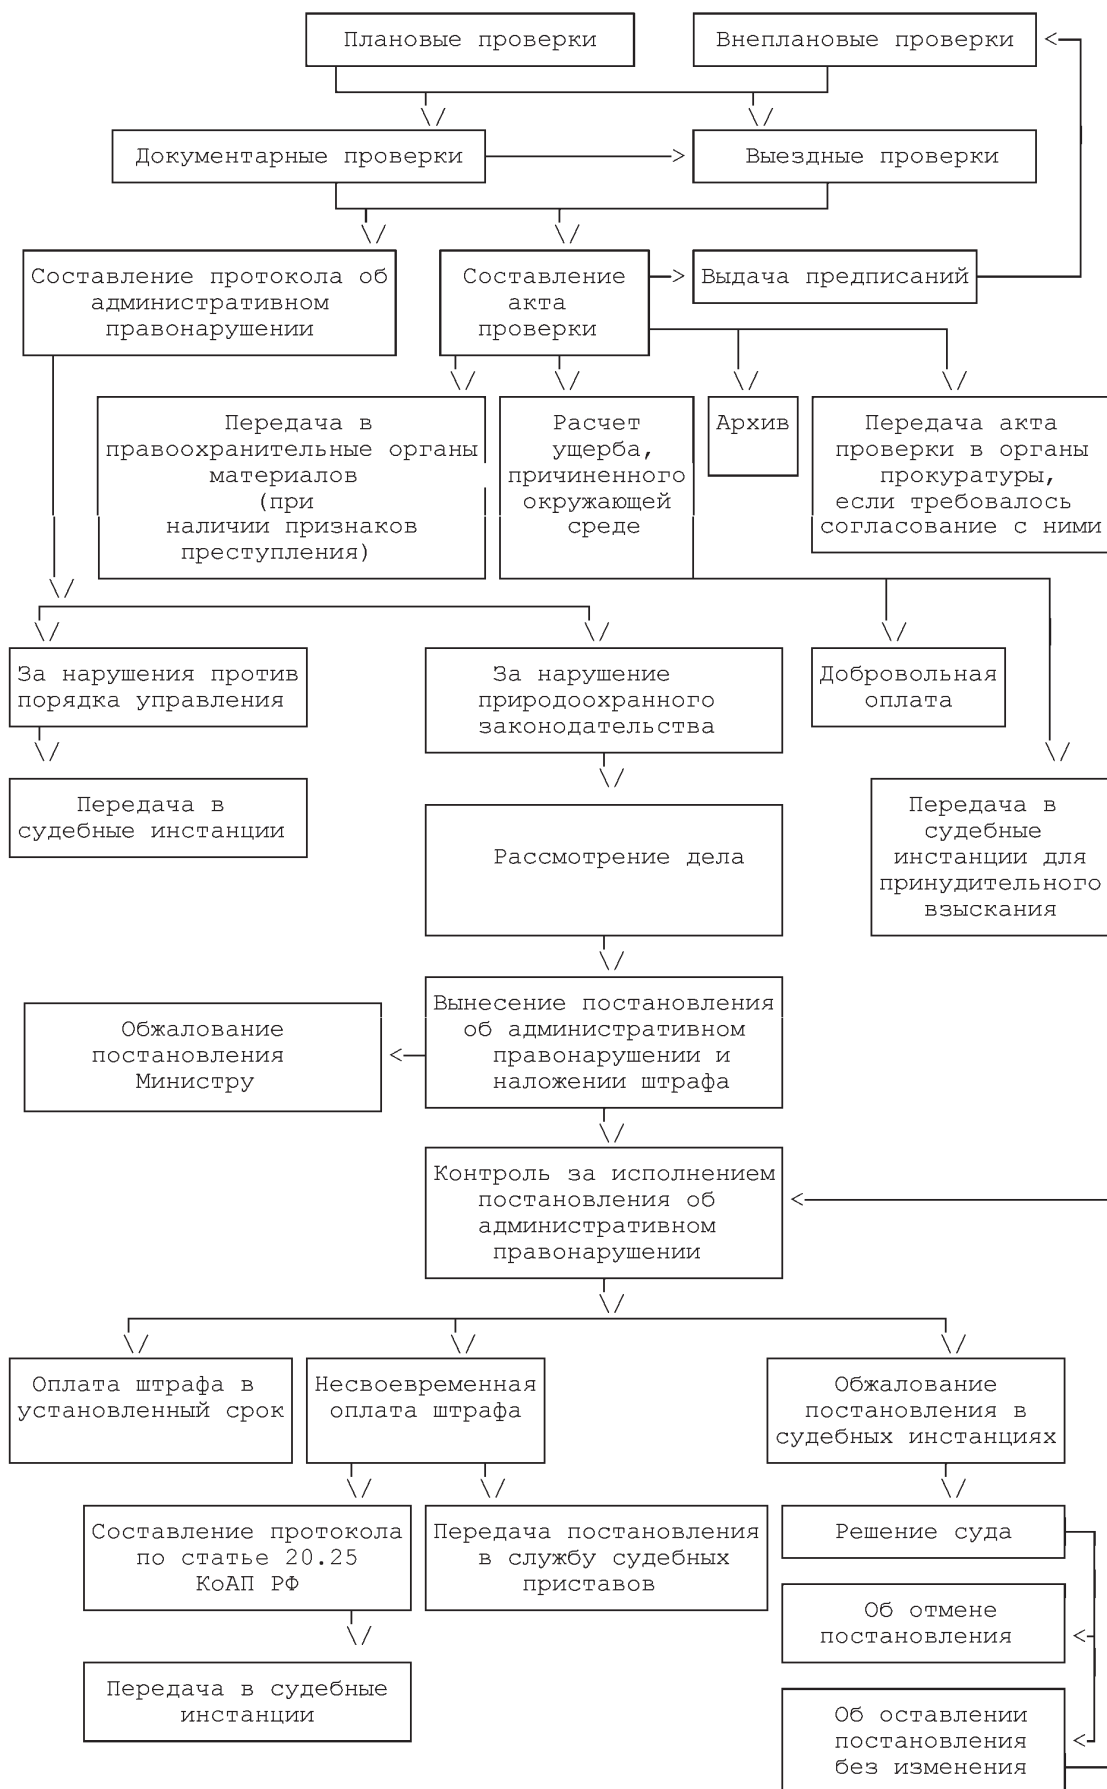 Плановые проверки
Внеплановые проверки
Документарные проверки
Выездные проверки
Составление протокола об
административном
правонарушении
Составление
акта
проверки
Выдача предписаний
Передача в
правоохранительные органы
материалов
(при
наличии признаков
преступления)
Расчет
ущерба,
причиненного
окружающей
среде
Архив
Передача акта
проверки в органы
прокуратуры,
если требовалось
согласование с ними
За нарушения против
порядка управления
За нарушение
природоохранного
законодательства
Добровольная
оплата
Передача в
судебные инстанции
Рассмотрение дела
Передача в
судебные
инстанции для
принудительного
взыскания
Вынесение постановления
об административном
правонарушении и
наложении штрафа
Обжалование
постановления
Министру
Контроль за исполнением
постановления об
административном
правонарушении
Оплата штрафа в
установленный срок
Несвоевременная
оплата штрафа
Обжалование
постановления в
судебных инстанциях
Составление протокола
по статье 20.25
КоАП РФ
Передача постановления
в службу судебных
приставов
Решение суда
Об отмене
постановления
Передача в судебные
инстанции
Об оставлении
постановления
без изменения